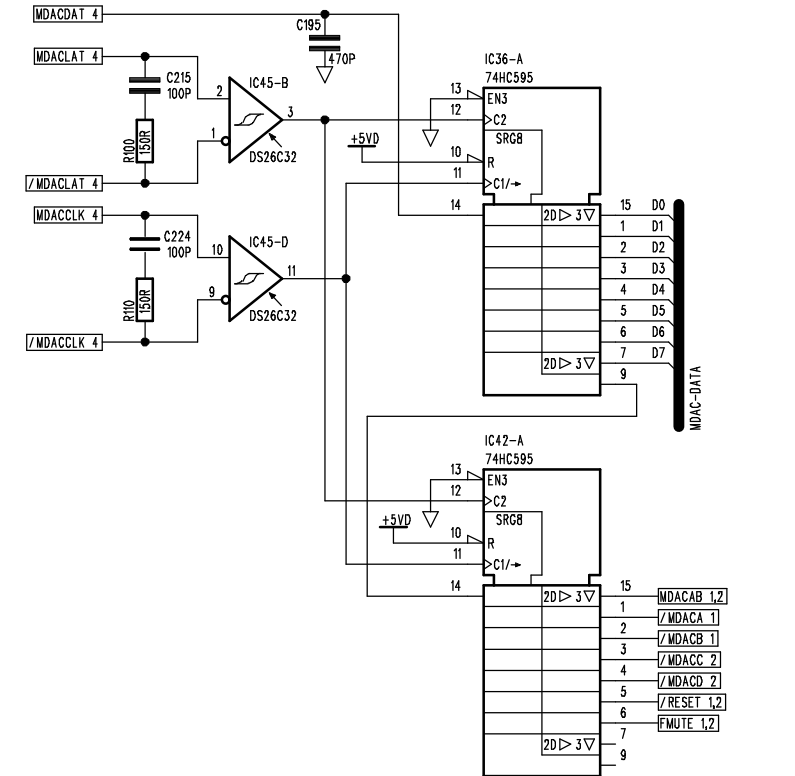 MDACDAT 4
C195
470P
MDACLAT 4
C215
100P
R100
150R
2
1
IC45-B
3
DS26C32
/MDACLAT 4
MDACCLK 4
C224
100P
R110
150R
10
9
IC45-D
11
DS26C32
/MDACCLK 4
+5VD
IC36-A
74HC595
13
EN3
12
C2
SRG8
10
R
11
C1/→
14
2D▷ 3▽
15 D0
1 D1
2 D2
3 D3
4 D4
5 D5
6 D6
2D▷ 3▽
7 D7
9
MDAC-DATA
IC42-A
74HC595
13
EN3
12
C2
SRG8
+5VD
10
R
11
C1/→
14
2D▷ 3▽
15
MDACAB 1,2
1
/MDACA 1
2
/MDACB 1
3
/MDACC 2
4
/MDACD 2
5
/RESET 1,2
6
FMUTE 1,2
7
2D▷ 3▽
9